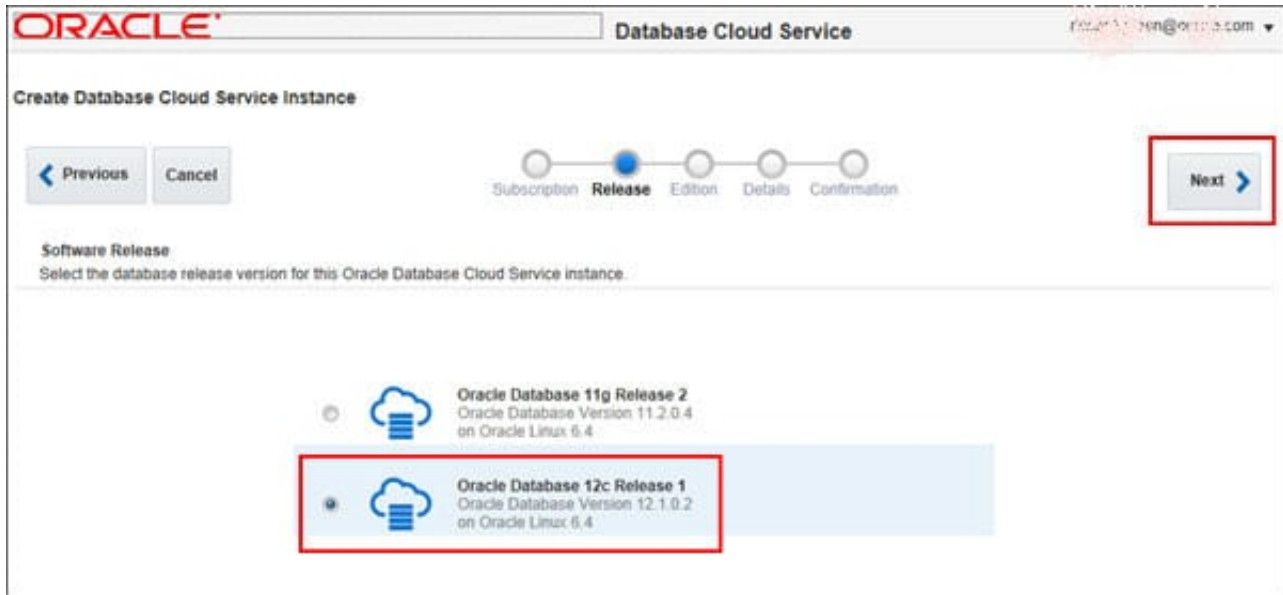 ORACLE
Database Cloud Service
Create Database Cloud Service Instance
Previous
Cancel
Subscription Release Edition Details Confirmation
Next
Software Release
Select the database release version for this Oracle Database Cloud Service instance.
Oracle Database 11g Release 2
Oracle Database Version 11.2.0.4
on Oracle Linux 6.4
Oracle Database 12c Release 1
Oracle Database Version 12.1.0.2
on Oracle Linux 6.4